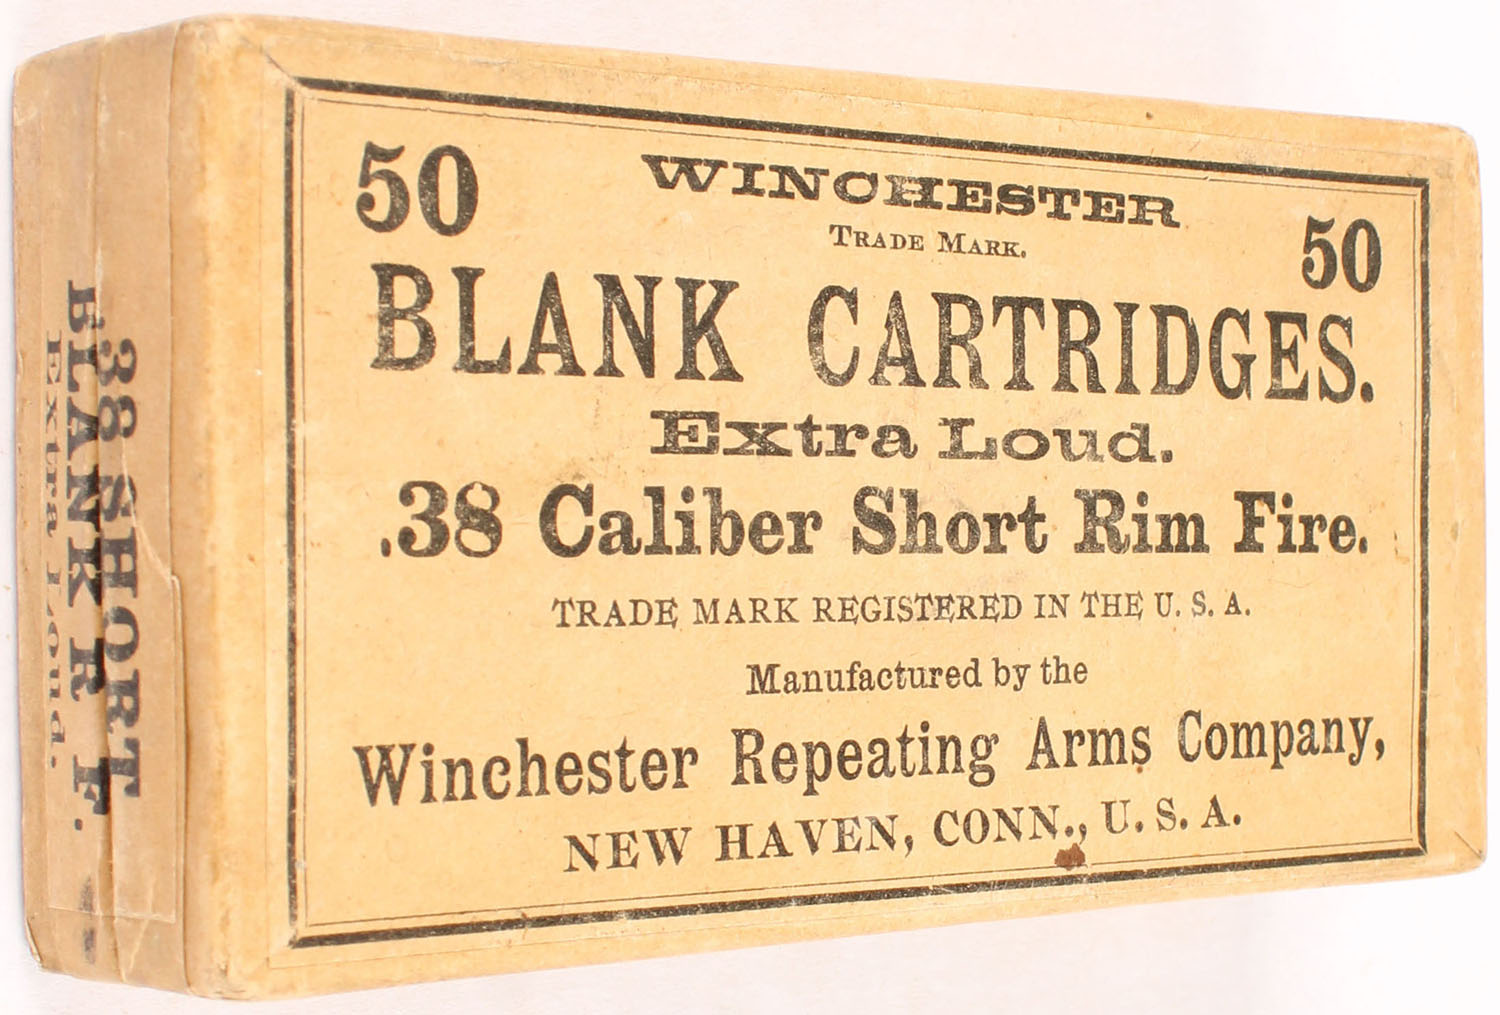 50
WINCHESTER
50
TRADE MARK.
BLANK CARTRIDGES.
Extra Loud.
.38 Caliber Short Rim Fire.
TRADE MARK REGISTERED IN THE U. S. A.
Manufactured by the
Winchester Repeating Arms Company,
NEW HAVEN, CONN., U. S. A.
38 SHORT
BLANK R F.
Extra Loud.